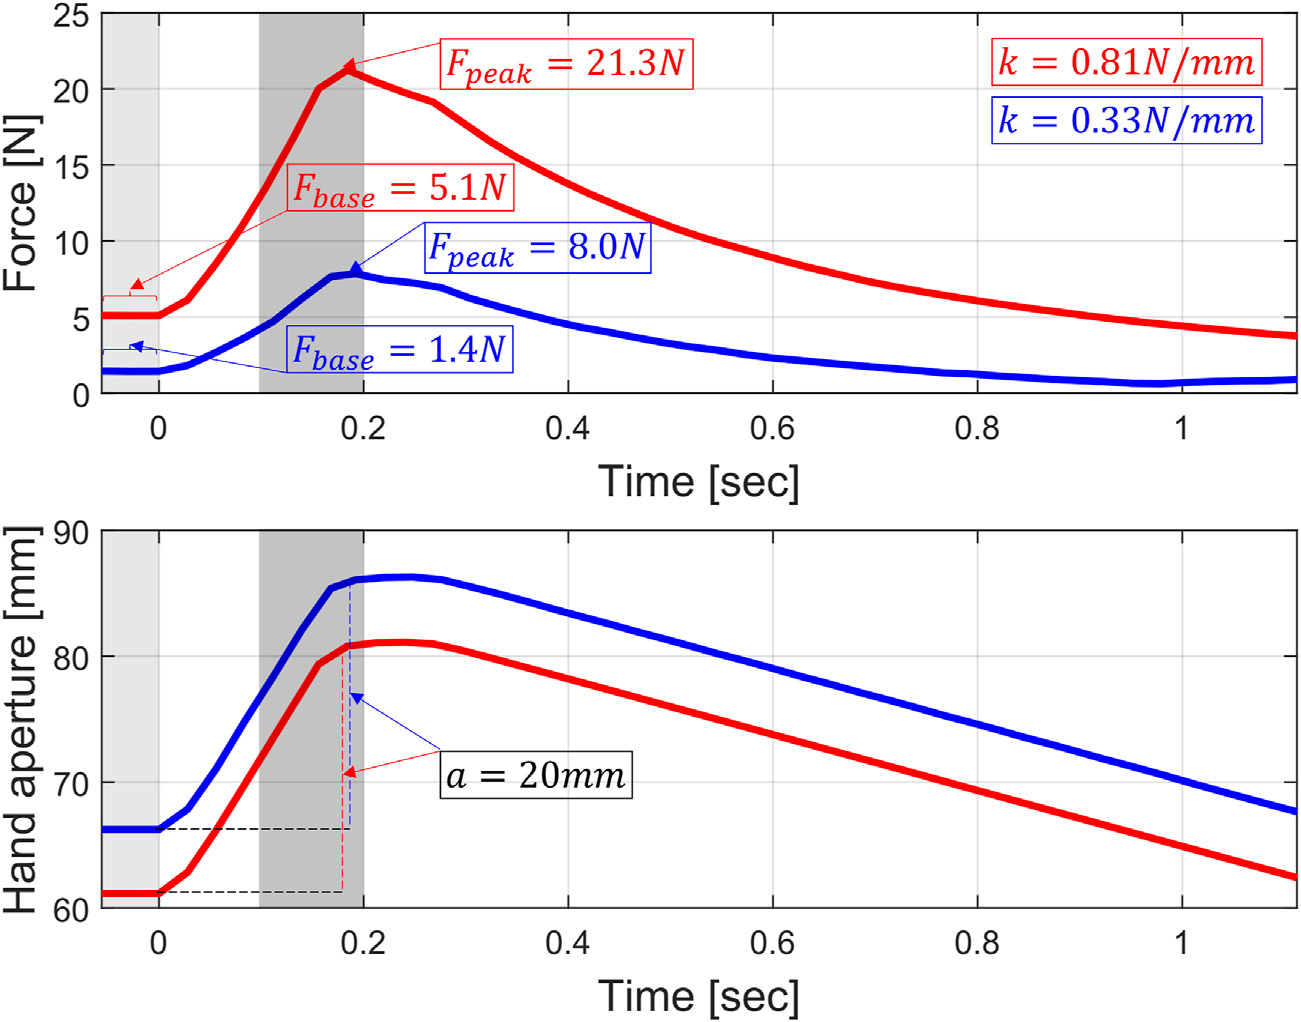 25
20
15
10
5
0
Force [N]
F_peak = 21.3N
k = 0.81N/mm
k = 0.33N/mm
F_base = 5.1N
F_peak = 8.0N
F_base = 1.4N
0 0.2 0.4 0.6 0.8 1
Time [sec]
90
80
70
60
Hand aperture [mm]
a = 20mm
0 0.2 0.4 0.6 0.8 1
Time [sec]